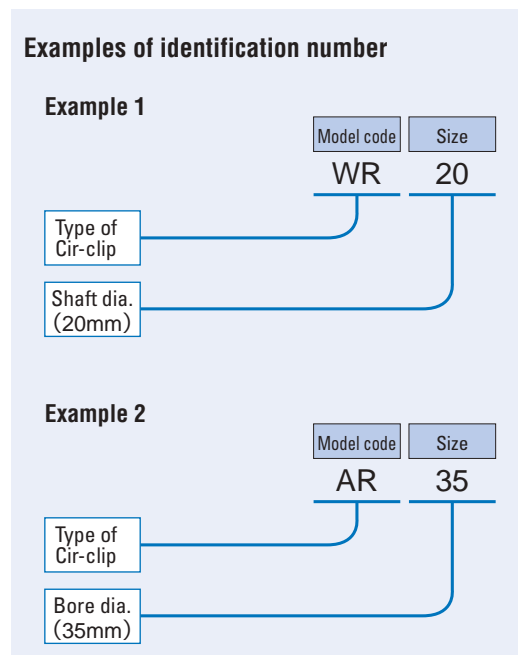 Examples of identification number
Example 1
Model code Size
WR 20
Type of
Cir-clip
Shaft dia.
(20mm)
Example 2
Model code Size
AR 35
Type of
Cir-clip
Bore dia.
(35mm)